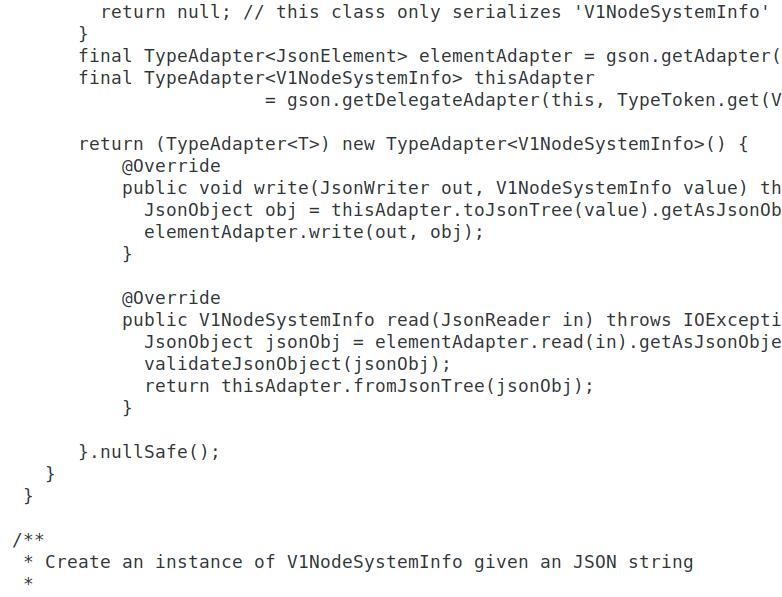 return null; // this class only serializes 'V1NodeSystemInfo'
}
final TypeAdapter<JsonElement> elementAdapter = gson.getAdapter(
final TypeAdapter<V1NodeSystemInfo> thisAdapter
= gson.getDelegateAdapter(this, TypeToken.get(V
return (TypeAdapter<T>) new TypeAdapter<V1NodeSystemInfo>() {
@Override
public void write(JsonWriter out, V1NodeSystemInfo value) th
JsonObject obj = thisAdapter.toJsonTree(value).getAsJsonOb
elementAdapter.write(out, obj);
}
@Override
public V1NodeSystemInfo read(JsonReader in) throws IOExcepti
JsonObject jsonObj = elementAdapter.read(in).getAsJsonObje
validateJsonObject(jsonObj);
return thisAdapter.fromJsonTree(jsonObj);
}
}.nullSafe();
}
}
/**
* Create an instance of V1NodeSystemInfo given an JSON string
*